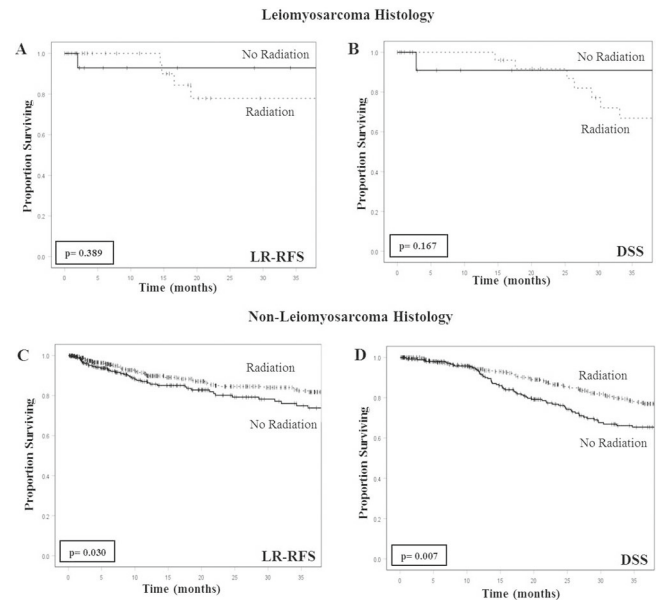 Leiomyosarcoma Histology
A
1.0
0.8
0.6
0.4
0.2
0.0
Proportion Surviving
No Radiation
Radiation
p= 0.389
LR-RFS
0 5 10 15 20 25 30 35
Time (months)
B
1.0
0.8
0.6
0.4
0.2
0.0
Proportion Surviving
No Radiation
Radiation
p= 0.167
DSS
0 5 10 15 20 25 30 35
Time (months)
Non-Leiomyosarcoma Histology
C
1.0
0.8
0.6
0.4
0.2
0.0
Proportion Surviving
Radiation
No Radiation
p= 0.030
LR-RFS
0 5 10 15 20 25 30 35
Time (months)
D
1.0
0.8
0.6
0.4
0.2
0.0
Proportion Surviving
Radiation
No Radiation
p= 0.007
DSS
0 5 10 15 20 25 30 35
Time (months)